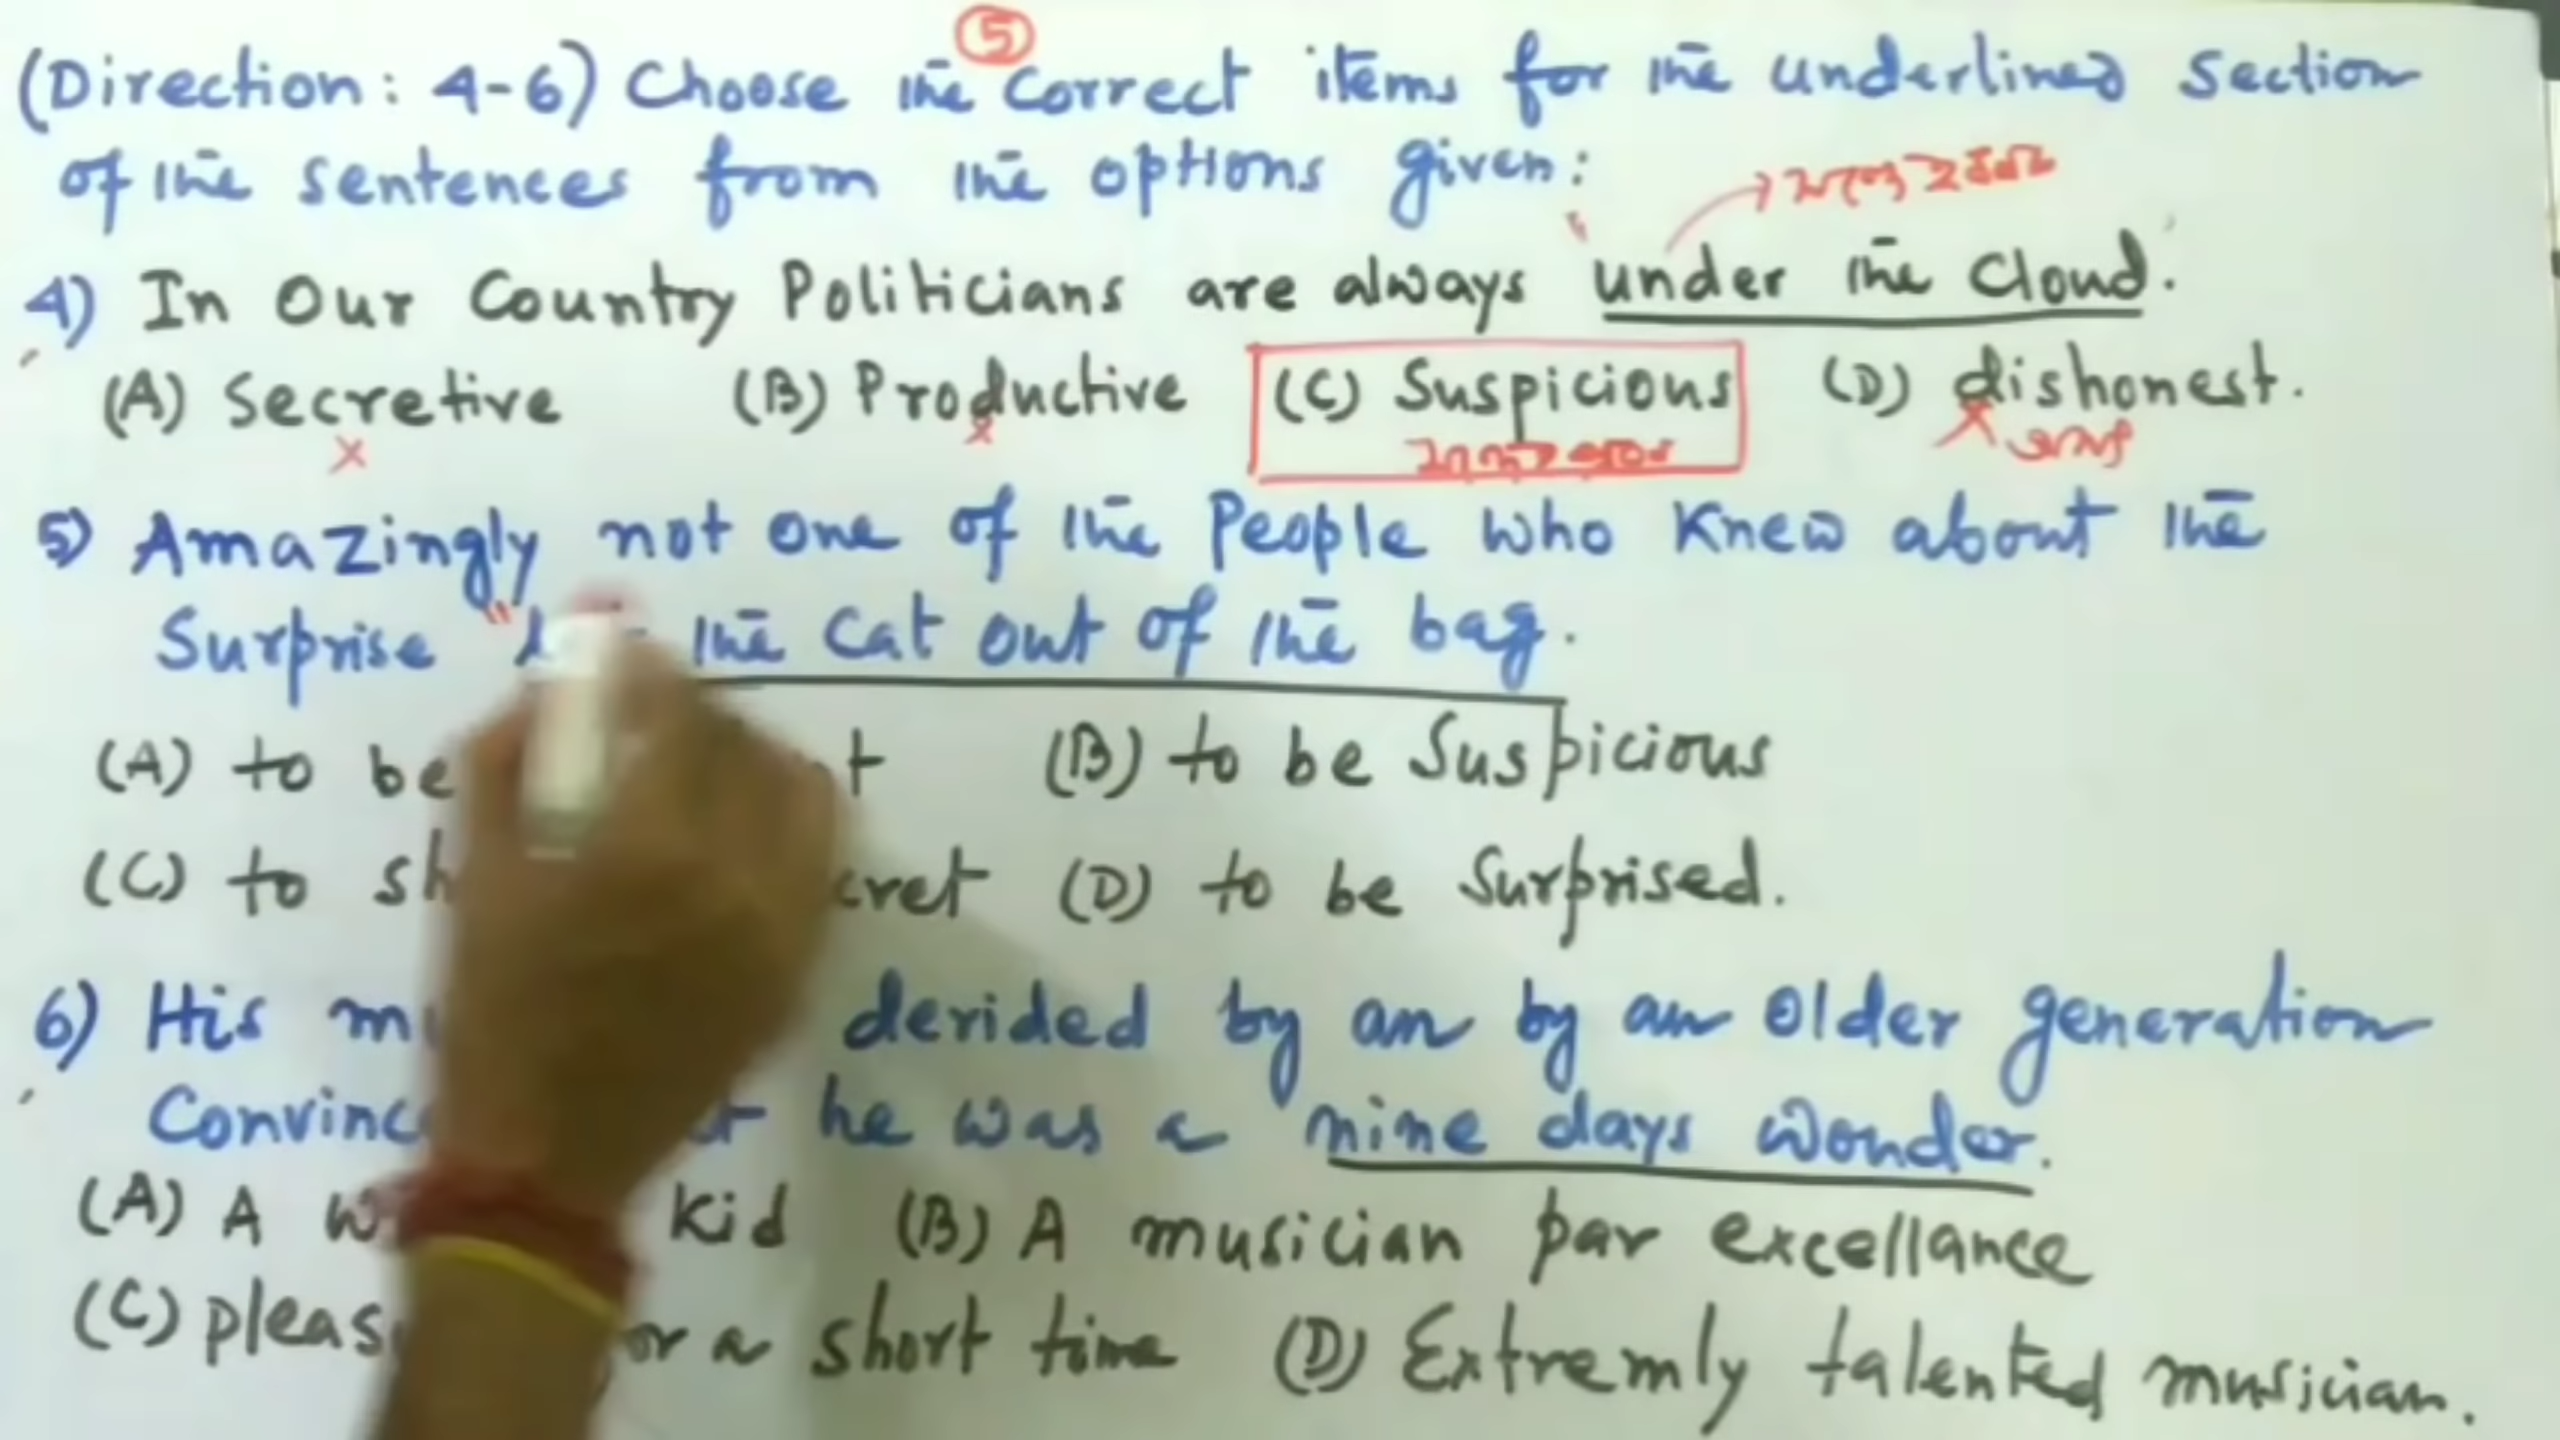 ⑤
(Direction: 4-6) Choose the Correct items for the underlined section
of the sentences from the options given:
4) In Our Country Politicians are always "under the Cloud.
(A) Secretive (B) Productive (C) Suspicious (D) dishonest.
5) Amazingly not one of the People who Knew about the
Surprise " the Cat out of the bag.
(A) to be (B) to be Suspicious
(C) to (D) to be Surprised.
6) His derided by an by an Older generation
he was a nine days wonder.
(A) A Kid (B) A musician par excellance
(C) a short time (D) Extremly talented musician.